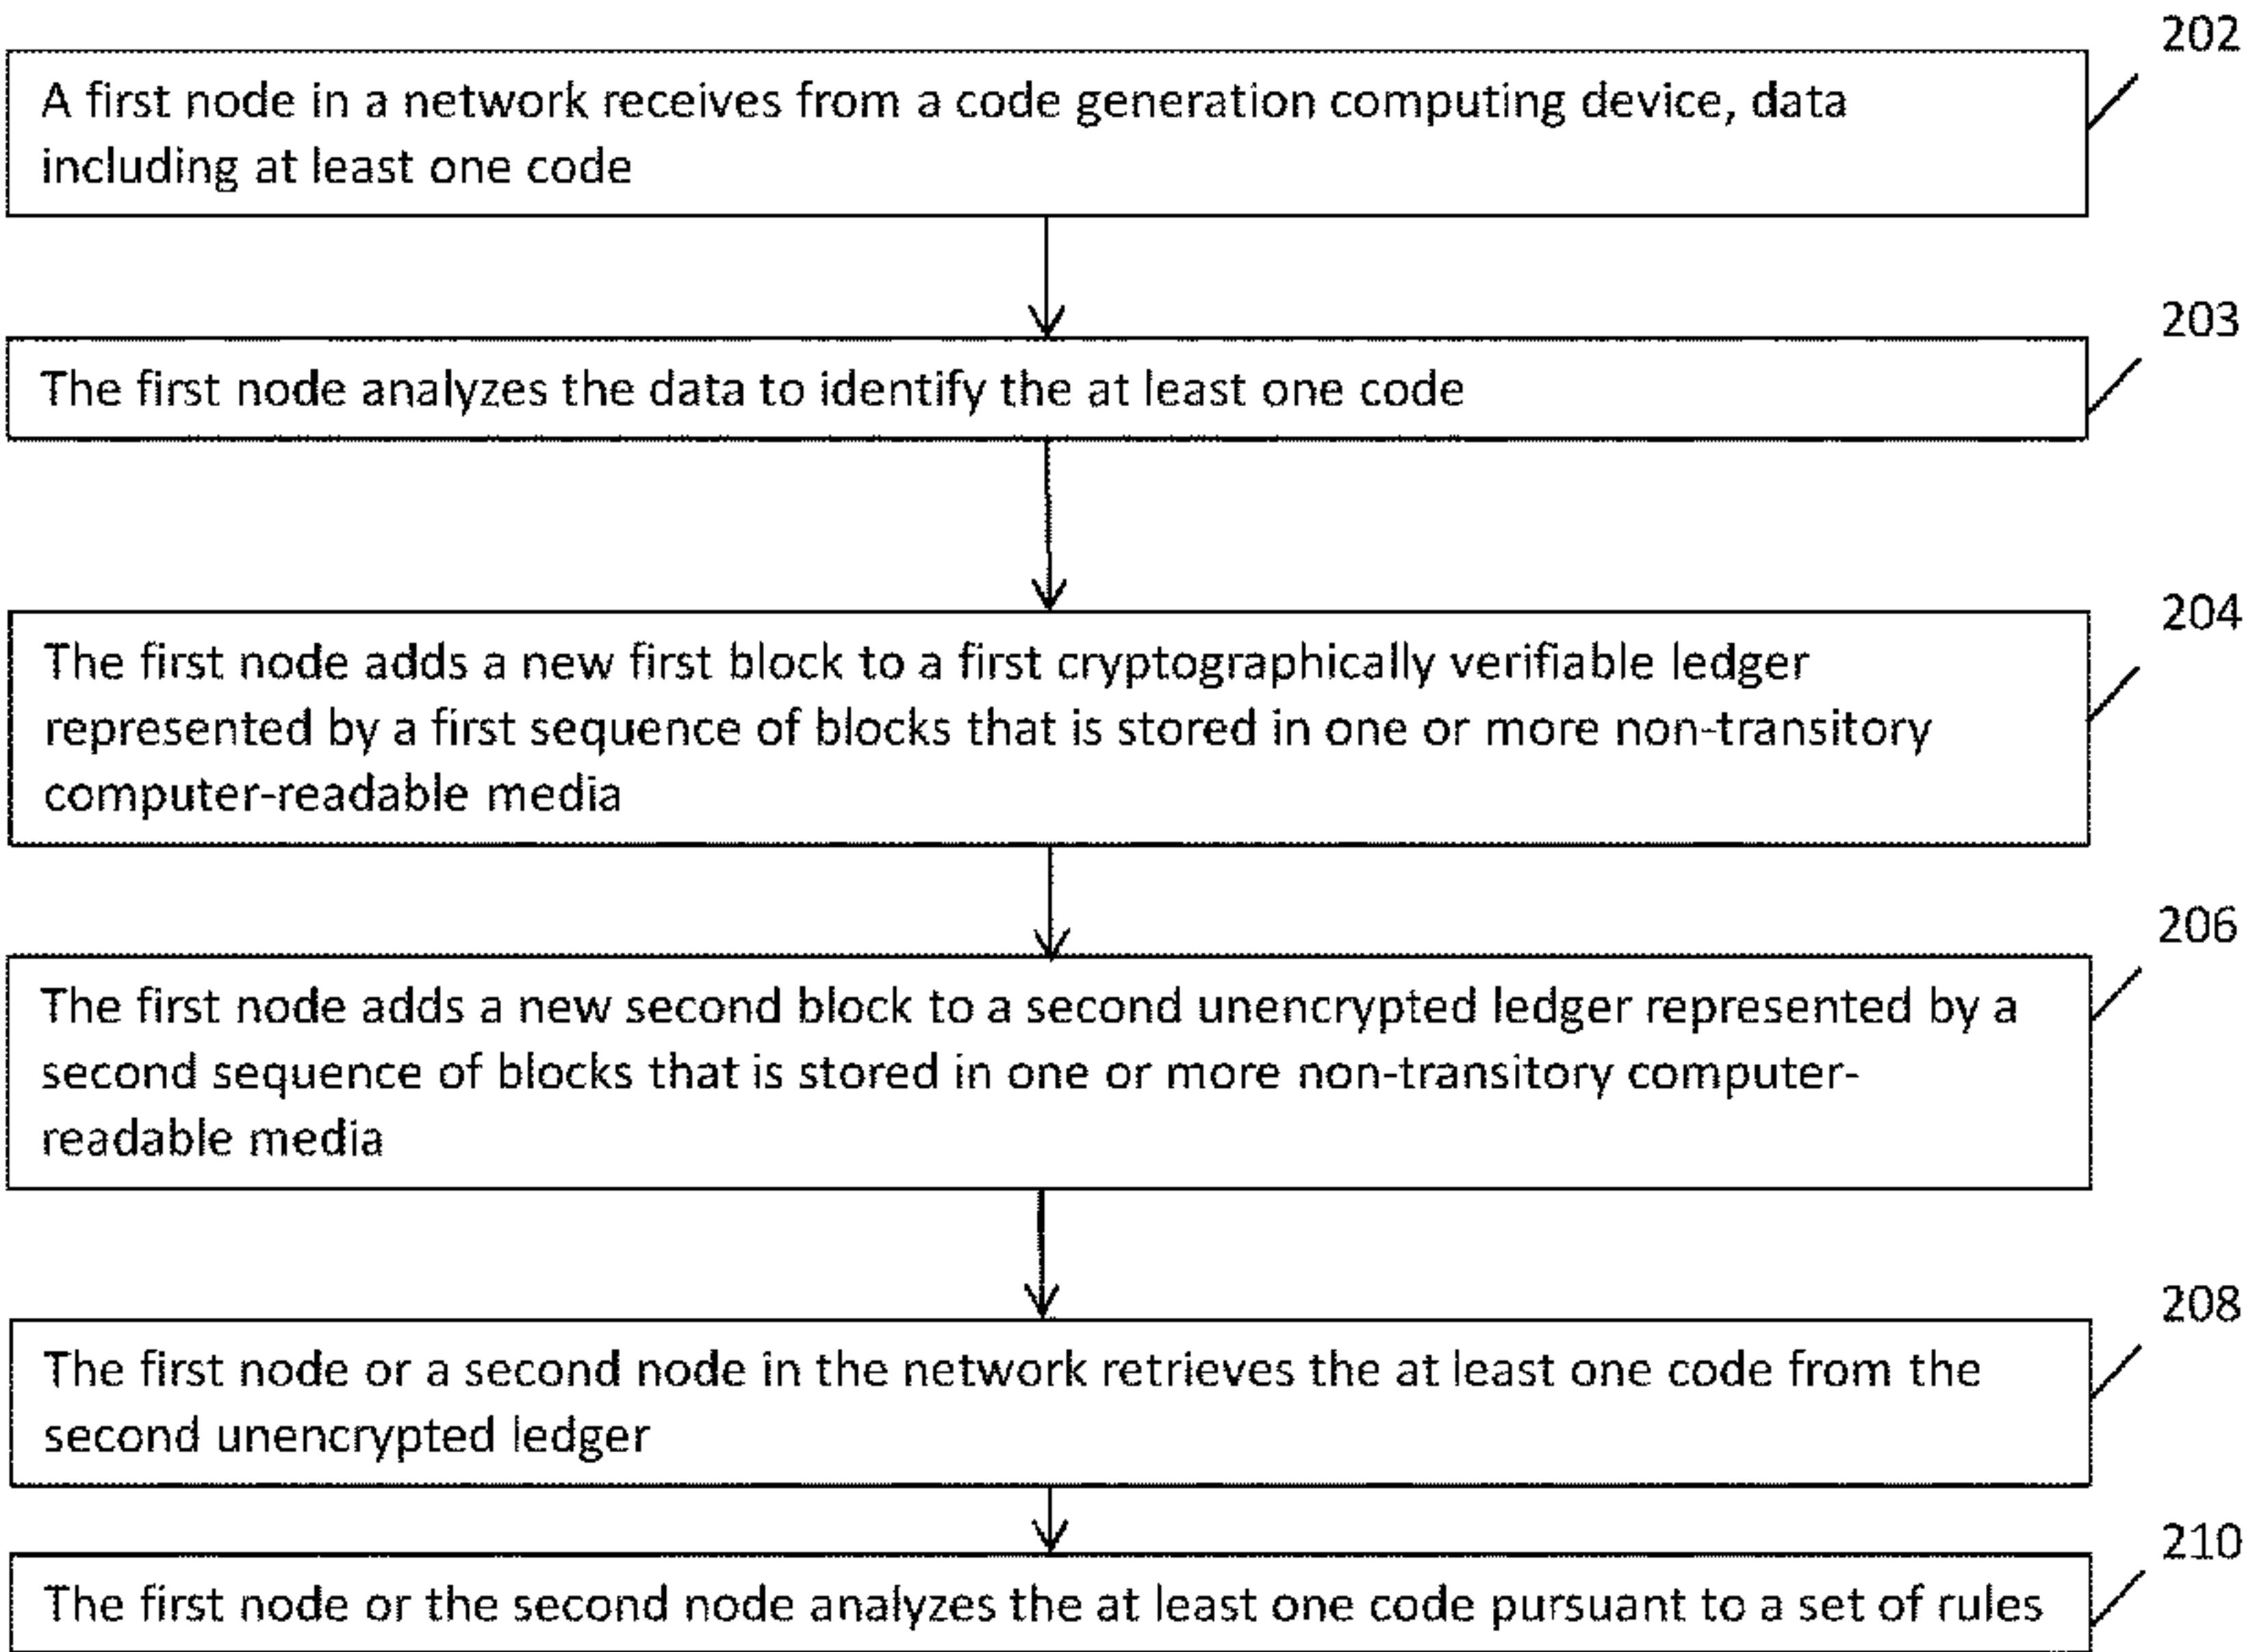 202
A first node in a network receives from a code generation computing device, data
including at least one code
203
The first node analyzes the data to identify the at least one code
204
The first node adds a new first block to a first cryptographically verifiable ledger
represented by a first sequence of blocks that is stored in one or more non-transitory
computer-readable media
206
The first node adds a new second block to a second unencrypted ledger represented by a
second sequence of blocks that is stored in one or more non-transitory computer-
readable media
208
The first node or a second node in the network retrieves the at least one code from the
second unencrypted ledger
210
The first node or the second node analyzes the at least one code pursuant to a set of rules